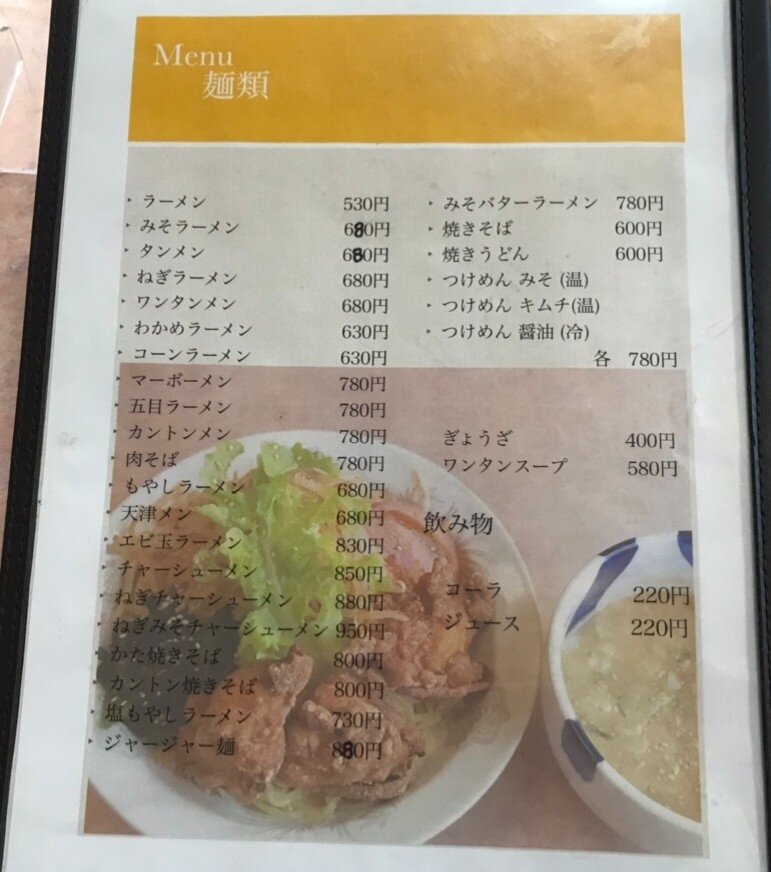 Menu
麺類
ラーメン 530円
みそラーメン 680円
タンメン 680円
ねぎラーメン 680円
ワンタンメン 680円
わかめラーメン 630円
コーンラーメン 630円
マーボーメン 780円
五目ラーメン 780円
カントンメン 780円
肉そば 780円
もやしラーメン 680円
天津メン 680円
エビ玉ラーメン 830円
チャーシューメン 850円
ねぎチャーシューメン 880円
ねぎみそチャーシューメン 950円
かた焼きそば 800円
カントン焼きそば 800円
塩もやしラーメン 730円
ジャージャー麺 880円
みそバターラーメン 780円
焼きそば 600円
焼きうどん 600円
つけめん みそ (温)
つけめん キムチ(温)
つけめん 醤油 (冷)
各 780円
ぎょうざ 400円
ワンタンスープ 580円
飲み物
コーラ 220円
ジュース 220円